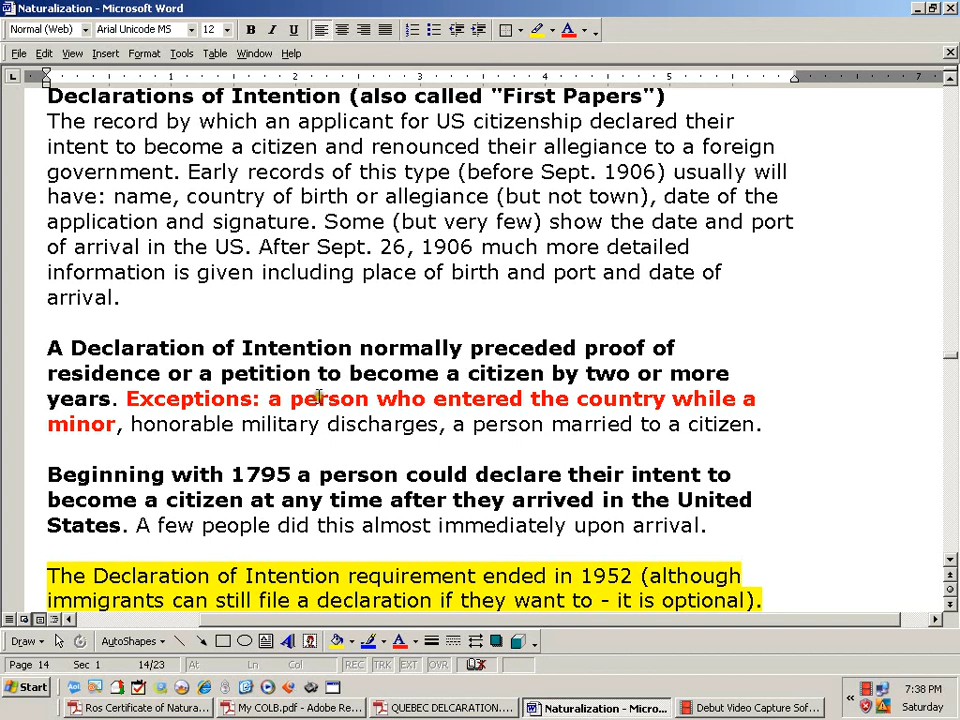 Naturalization - Microsoft Word
Normal (Web) Arial Unicode MS 12 B I U
File Edit View Insert Format Tools Table Window Help
1 2 3 4 5 6 7
Declarations of Intention (also called "First Papers")
The record by which an applicant for US citizenship declared their
intent to become a citizen and renounced their allegiance to a foreign
government. Early records of this type (before Sept. 1906) usually will
have: name, country of birth or allegiance (but not town), date of the
application and signature. Some (but very few) show the date and port
of arrival in the US. After Sept. 26, 1906 much more detailed
information is given including place of birth and port and date of
arrival.
A Declaration of Intention normally preceded proof of
residence or a petition to become a citizen by two or more
years. Exceptions: a person who entered the country while a
minor, honorable military discharges, a person married to a citizen.
Beginning with 1795 a person could declare their intent to
become a citizen at any time after they arrived in the United
States. A few people did this almost immediately upon arrival.
The Declaration of Intention requirement ended in 1952 (although
immigrants can still file a declaration if they want to - it is optional).
Draw AutoShapes
Page 14 Sec 1 14/23 At Ln Col REC TRK EXT OVR
Start 7:38 PM
Ros Certificate of Natura... My COLB.pdf - Adobe Re... QUEBEC DELCARATION.... Naturalization - Micros... Debut Video Capture Sof... Saturday